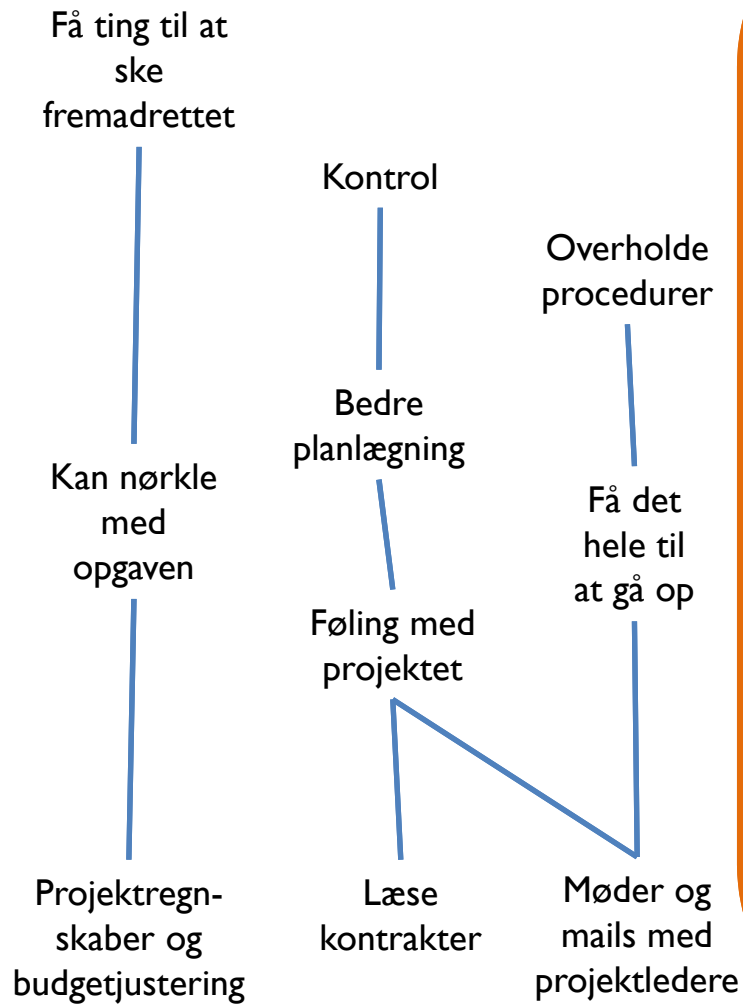 Få ting til at
ske
fremadrettet
Kontrol
Overholde
procedurer
Bedre
planlægning
Kan nørkle
med
opgaven
Få det
hele til
at gå op
Føling med
projektet
Projektregn-
skaber og
budgetjustering
Læse
kontrakter
Møder og
mails med
projektledere